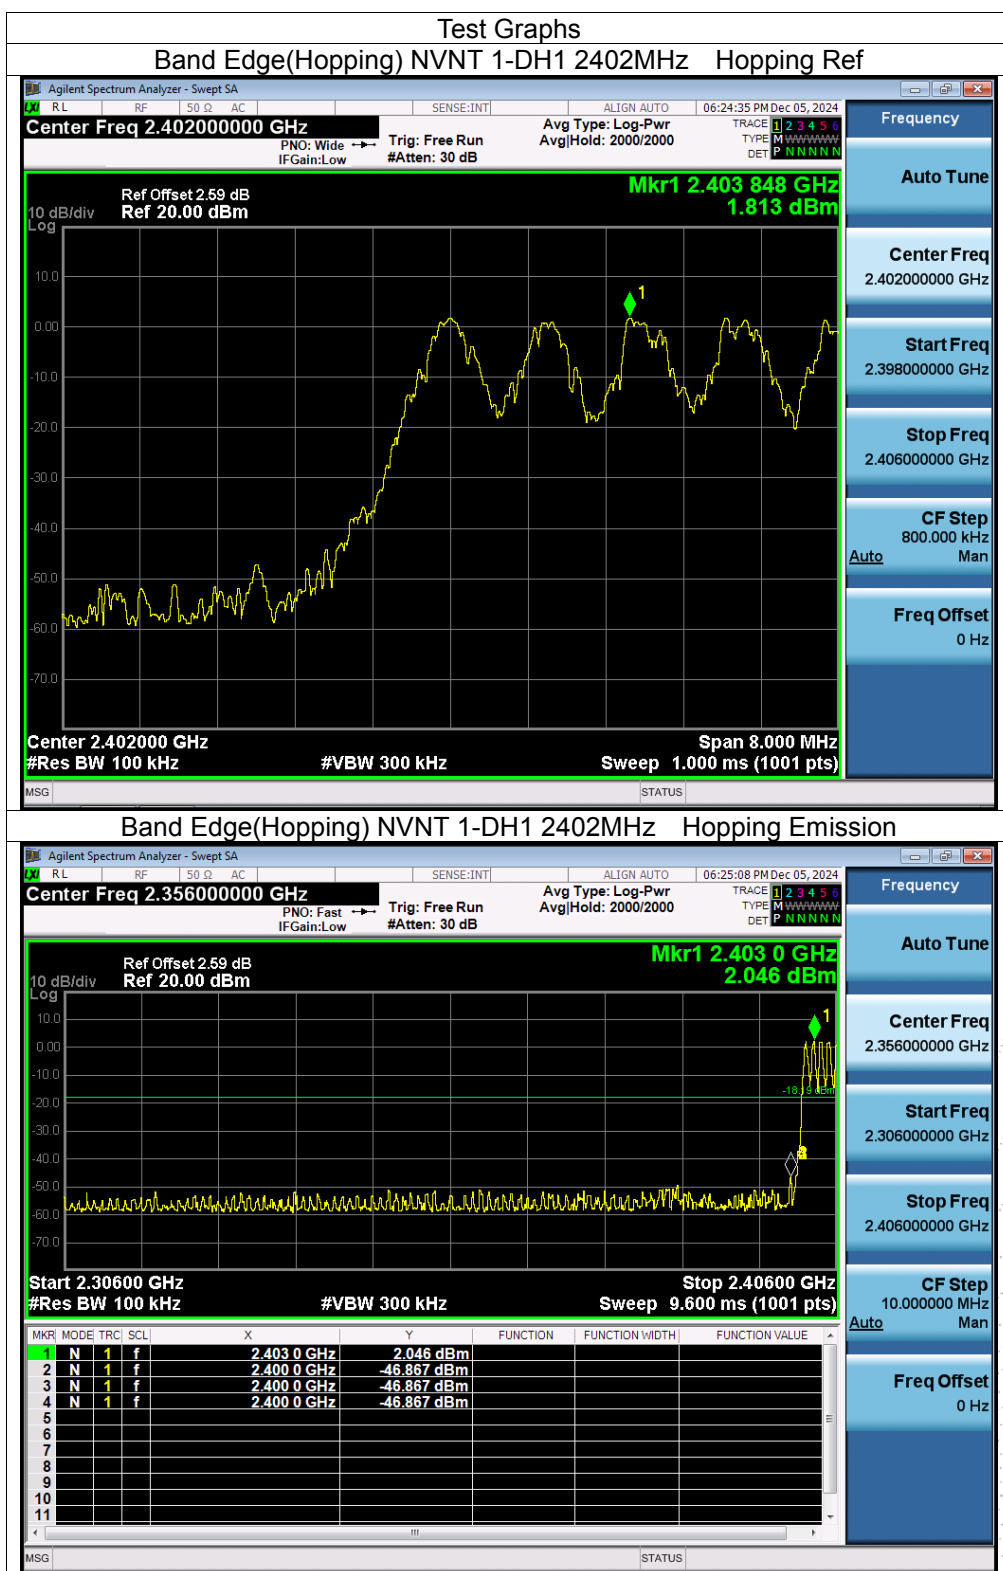 Test Graphs
Band Edge(Hopping) NVNT 1-DH1 2402MHz Hopping Ref
Agilent Spectrum Analyzer - Swept SA
LXI RL RF 50 Ω AC SENSE:INT ALIGN AUTO 06:24:35 PM Dec 05, 2024
Center Freq 2.402000000 GHz
PNO: Wide
IFGain:Low
Trig: Free Run
#Atten: 30 dB
Avg Type: Log-Pwr
Avg|Hold: 2000/2000
TRACE 1 2 3 4 5 6
TYPE M WWWWW
DET P N N N N N
Frequency
Auto Tune
Center Freq
2.402000000 GHz
Start Freq
2.398000000 GHz
Stop Freq
2.406000000 GHz
CF Step
800.000 kHz
Auto Man
Freq Offset
0 Hz
Mkr1 2.403 848 GHz
1.813 dBm
Ref Offset 2.59 dB
10 dB/div Ref 20.00 dBm
Log
10.0
0.00
-10.0
-20.0
-30.0
-40.0
-50.0
-60.0
-70.0
1
Center 2.402000 GHz Span 8.000 MHz
#Res BW 100 kHz #VBW 300 kHz Sweep 1.000 ms (1001 pts)
MSG STATUS
Band Edge(Hopping) NVNT 1-DH1 2402MHz Hopping Emission
Agilent Spectrum Analyzer - Swept SA
LXI RL RF 50 Ω AC SENSE:INT ALIGN AUTO 06:25:08 PM Dec 05, 2024
Center Freq 2.356000000 GHz
PNO: Fast
IFGain:Low
Trig: Free Run
#Atten: 30 dB
Avg Type: Log-Pwr
Avg|Hold: 2000/2000
TRACE 1 2 3 4 5 6
TYPE M WWWWW
DET P N N N N N
Frequency
Auto Tune
Center Freq
2.356000000 GHz
Start Freq
2.306000000 GHz
Stop Freq
2.406000000 GHz
CF Step
10.000000 MHz
Auto Man
Freq Offset
0 Hz
Mkr1 2.403 0 GHz
2.046 dBm
Ref Offset 2.59 dB
10 dB/div Ref 20.00 dBm
Log
10.0
0.00
-10.0
-20.0
-30.0
-40.0
-50.0
-60.0
-70.0
1
-18.19 dBm
Start 2.30600 GHz Stop 2.40600 GHz
#Res BW 100 kHz #VBW 300 kHz Sweep 9.600 ms (1001 pts)
MKR MODE TRC SCL X Y FUNCTION FUNCTION WIDTH FUNCTION VALUE
1 N 1 f 2.403 0 GHz 2.046 dBm
2 N 1 f 2.400 0 GHz -46.867 dBm
3 N 1 f 2.400 0 GHz -46.867 dBm
4 N 1 f 2.400 0 GHz -46.867 dBm
5
6
7
8
9
10
11
MSG STATUS